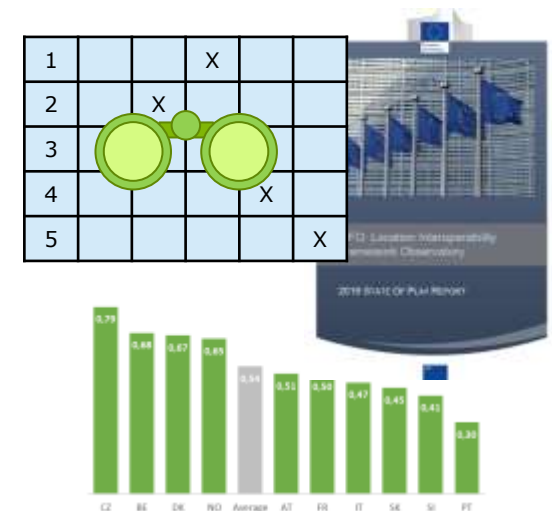 1 X
2 X
3
4 X
5 X
Location Interoperability
Framework Observatory
2019 STATE OF PLAY REPORT
0,79
0,68
0,67
0,65
0,54
0,51
0,50
0,47
0,45
0,41
0,30
CZ BE DK NO Average AT FR IT SK SI PT